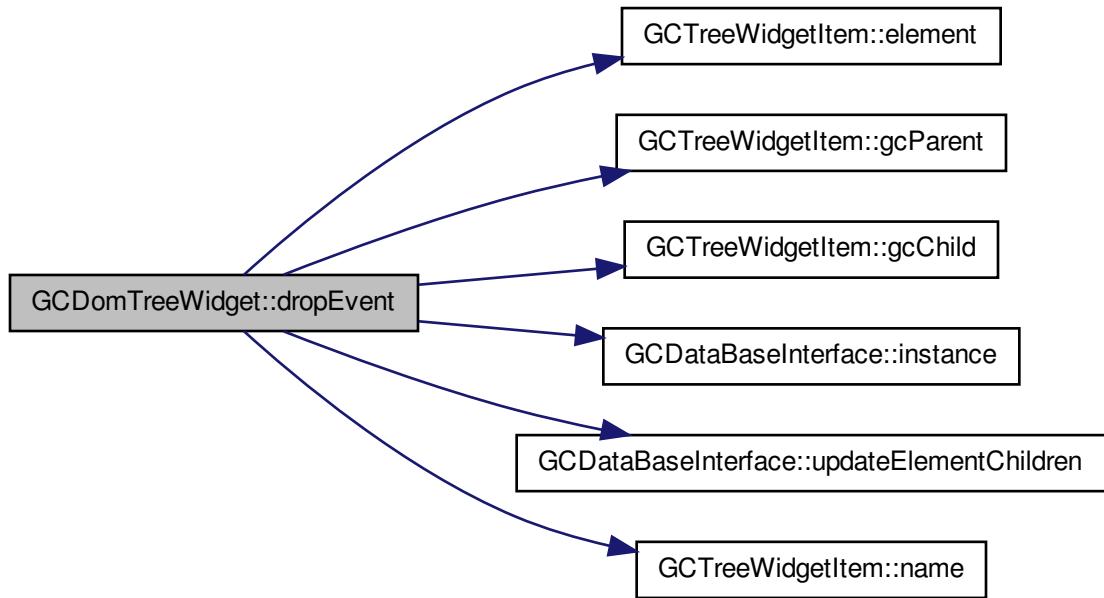 GCTreeWidgetItem::element
GCTreeWidgetItem::gcParent
GCTreeWidgetItem::gcChild
GCDomTreeWidget::dropEvent
GCDataBaseInterface::instance
GCDataBaseInterface::updateElementChildren
GCTreeWidgetItem::name